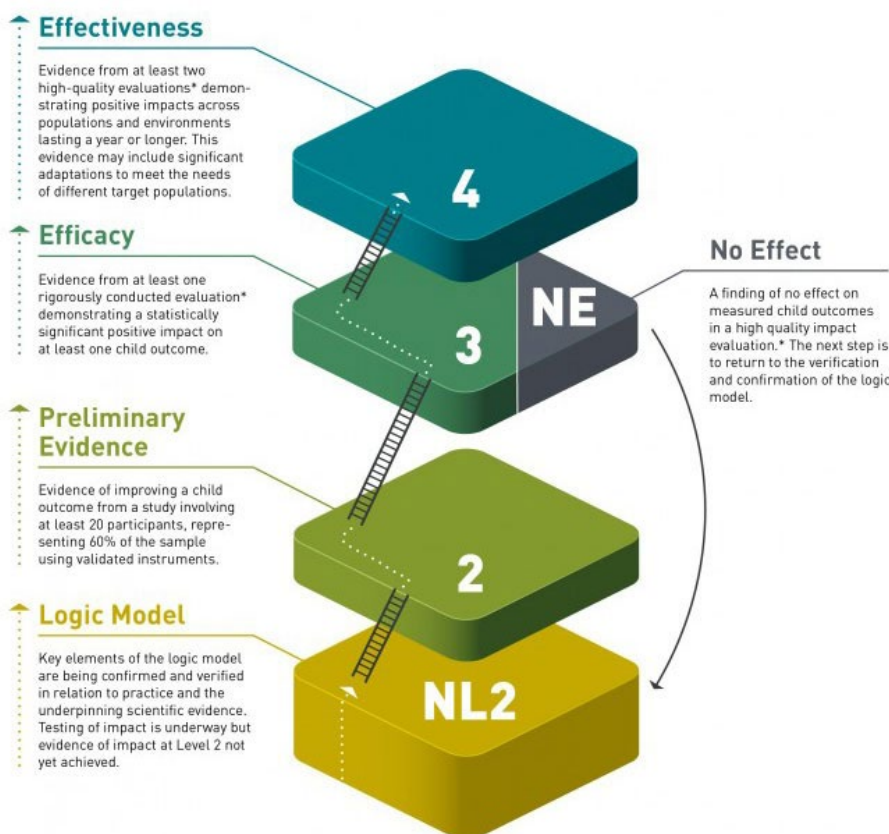 Effectiveness
Evidence from at least two
high-quality evaluations* demon-
strating positive impacts across
populations and environments
lasting a year or longer. This
evidence may include significant
adaptations to meet the needs
of different target populations.
4
Efficacy
Evidence from at least one
rigorously conducted evaluation*
demonstrating a statistically
significant positive impact on
at least one child outcome.
3
NE
No Effect
A finding of no effect on
measured child outcomes
in a high quality impact
evaluation.* The next step is
to return to the verification
and confirmation of the logic
model.
Preliminary
Evidence
Evidence of improving a child
outcome from a study involving
at least 20 participants, repre-
senting 60% of the sample
using validated instruments.
2
Logic Model
Key elements of the logic model
are being confirmed and verified
in relation to practice and the
underpinning scientific evidence.
Testing of impact is underway but
evidence of impact at Level 2 not
yet achieved.
NL2